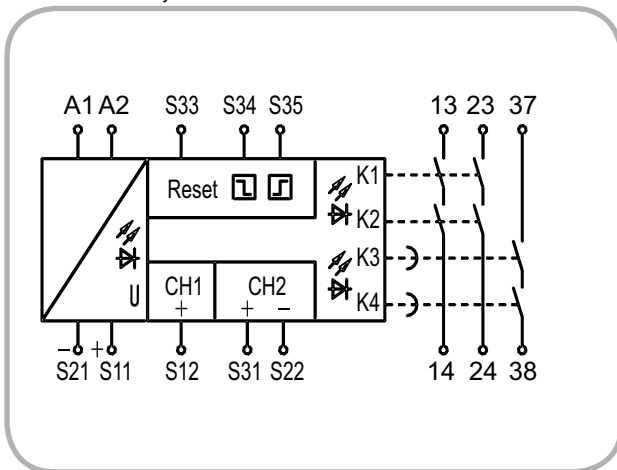 A1 A2 S33 S34 S35 13 23 37
Reset K1
K2
K3
U CH1 CH2 K4
+ + −
− +
S21 S11 S12 S31 S22 14 24 38